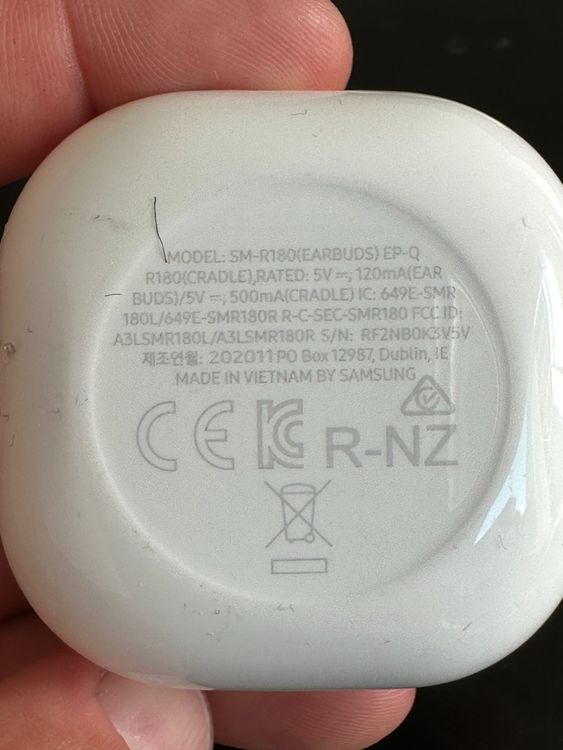 MODEL: SM-R180(EARBUDS) EP-Q
R180(CRADLE),RATED: 5V ⎓; 120mA(EAR
BUDS)/5V ⎓; 500mA(CRADLE) IC: 649E-SMR
180L/649E-SMR180R R-C-SEC-SMR180 FCC ID:
A3LSMR180L/A3LSMR180R S/N: RF2NB0K3V5V
제조연월: 202011 PO Box 12987, Dublin, IE
MADE IN VIETNAM BY SAMSUNG
CE KC R-NZ